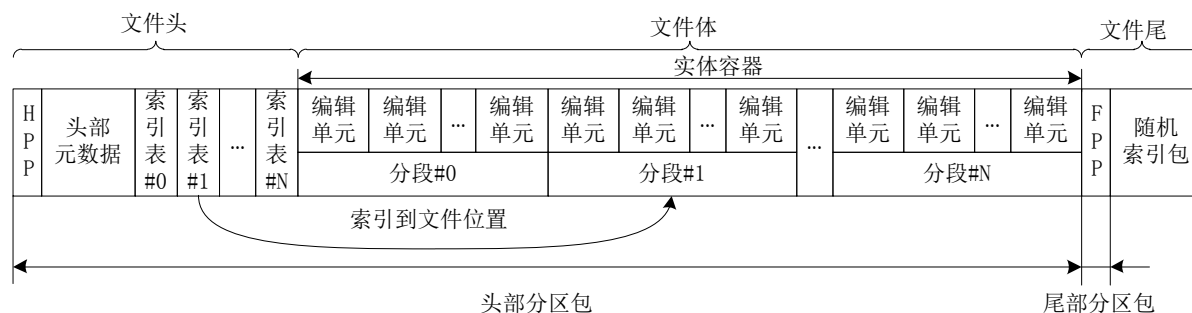 文件头 文件体 文件尾
实体容器
HPP 头部元数据 索引表#0 索引表#1 ... 索引表#N 编辑单元 编辑单元 ... 编辑单元 编辑单元 编辑单元 ... 编辑单元 ... 编辑单元 编辑单元 ... 编辑单元 FPP 随机索引包
分段#0 分段#1 分段#N
索引到文件位置
头部分区包 尾部分区包